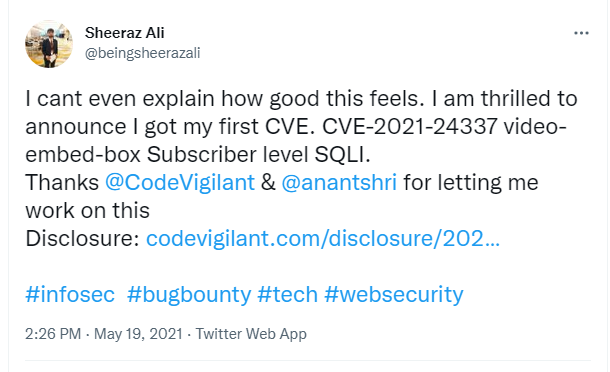 Sheeraz Ali
@beingsheerazali
I cant even explain how good this feels. I am thrilled to
announce I got my first CVE. CVE-2021-24337 video-
embed-box Subscriber level SQLI.
Thanks @CodeVigilant & @anantshri for letting me
work on this
Disclosure: codevigilant.com/disclosure/202...
#infosec #bugbounty #tech #websecurity
2:26 PM · May 19, 2021 · Twitter Web App